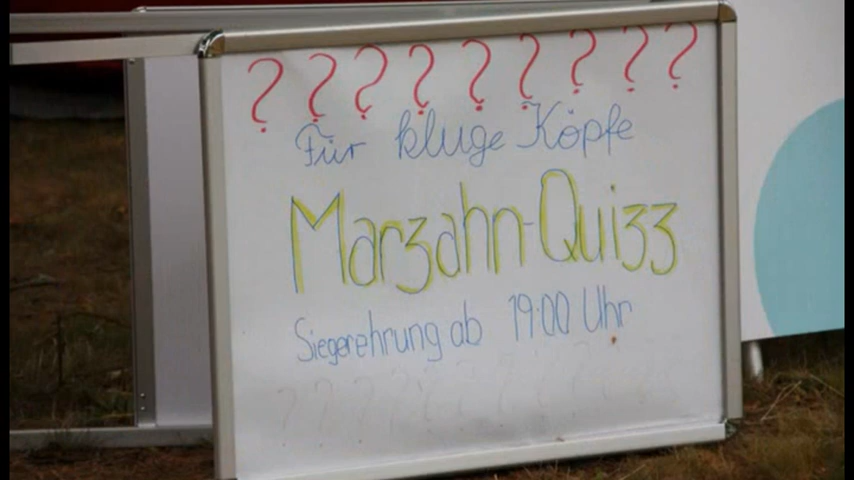 ? ? ? ? ? ? ? ? ?
Für kluge Köpfe
Marzahn-Quizz
Siegerehrung ab 19:00 Uhr